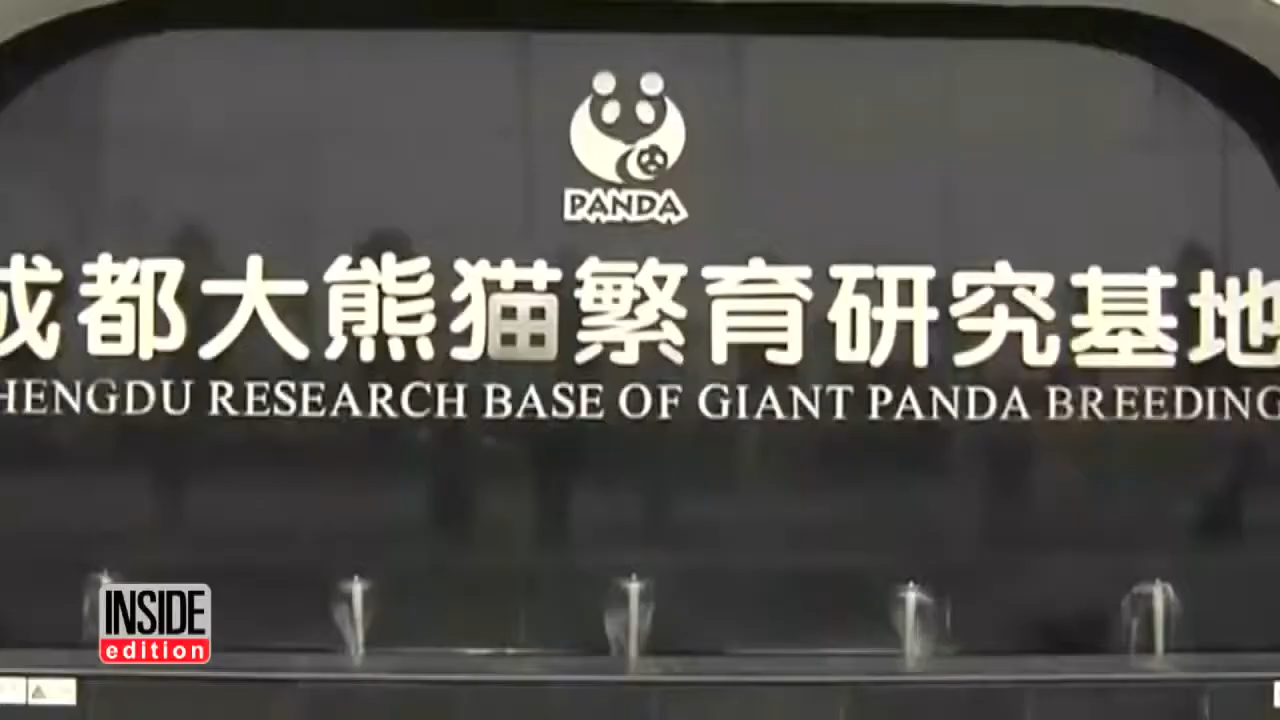 PANDA
成都大熊猫繁育研究基地
HENGDU RESEARCH BASE OF GIANT PANDA BREEDING
INSIDE
edition